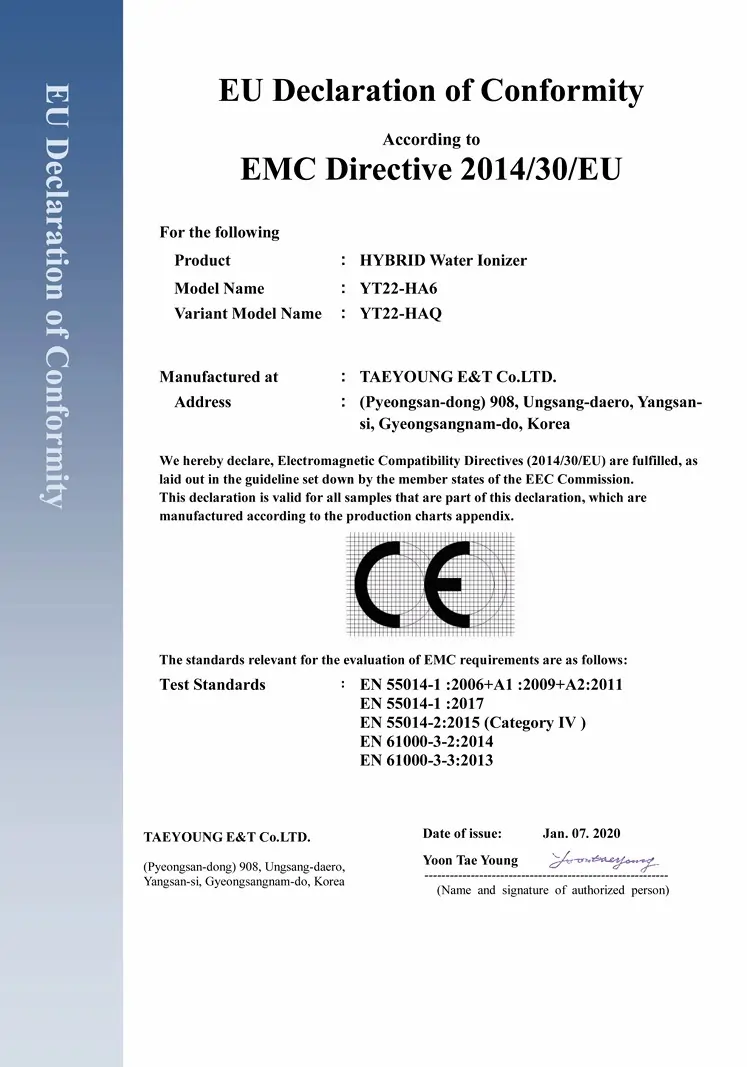 EU Declaration of Conformity
EU Declaration of Conformity
According to
EMC Directive 2014/30/EU
For the following
Product : HYBRID Water Ionizer
Model Name : YT22-HA6
Variant Model Name : YT22-HAQ
Manufactured at : TAEYOUNG E&T Co.LTD.
Address : (Pyeongsan-dong) 908, Ungsang-daero, Yangsan-
si, Gyeongsangnam-do, Korea
We hereby declare, Electromagnetic Compatibility Directives (2014/30/EU) are fulfilled, as
laid out in the guideline set down by the member states of the EEC Commission.
This declaration is valid for all samples that are part of this declaration, which are
manufactured according to the production charts appendix.
CE
The standards relevant for the evaluation of EMC requirements are as follows:
Test Standards : EN 55014-1 :2006+A1 :2009+A2:2011
EN 55014-1 :2017
EN 55014-2:2015 (Category IV )
EN 61000-3-2:2014
EN 61000-3-3:2013
TAEYOUNG E&T Co.LTD.
(Pyeongsan-dong) 908, Ungsang-daero,
Yangsan-si, Gyeongsangnam-do, Korea
Date of issue: Jan. 07. 2020
Yoon Tae Young Yoontaeyoung
(Name and signature of authorized person)